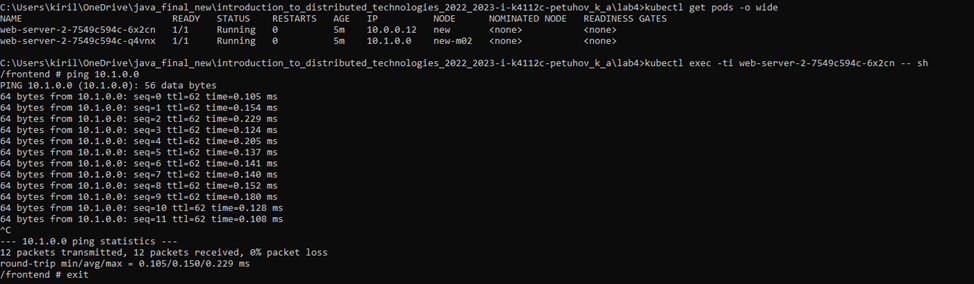 C:\Users\kiril\OneDrive\java_final_new\introduction_to_distributed_technologies_2022_2023-i-k4112c-petuhov_k_a\lab4>kubectl get pods -o wide
NAME READY STATUS RESTARTS AGE IP NODE NOMINATED NODE READINESS GATES
web-server-2-7549c594c-6x2cn 1/1 Running 0 5m 10.0.0.12 new <none> <none>
web-server-2-7549c594c-q4vnx 1/1 Running 0 5m 10.1.0.0 new-m02 <none> <none>
C:\Users\kiril\OneDrive\java_final_new\introduction_to_distributed_technologies_2022_2023-i-k4112c-petuhov_k_a\lab4>kubectl exec -ti web-server-2-7549c594c-6x2cn -- sh
/frontend # ping 10.1.0.0
PING 10.1.0.0 (10.1.0.0): 56 data bytes
64 bytes from 10.1.0.0: seq=0 ttl=62 time=0.105 ms
64 bytes from 10.1.0.0: seq=1 ttl=62 time=0.154 ms
64 bytes from 10.1.0.0: seq=2 ttl=62 time=0.229 ms
64 bytes from 10.1.0.0: seq=3 ttl=62 time=0.124 ms
64 bytes from 10.1.0.0: seq=4 ttl=62 time=0.205 ms
64 bytes from 10.1.0.0: seq=5 ttl=62 time=0.137 ms
64 bytes from 10.1.0.0: seq=6 ttl=62 time=0.141 ms
64 bytes from 10.1.0.0: seq=7 ttl=62 time=0.140 ms
64 bytes from 10.1.0.0: seq=8 ttl=62 time=0.152 ms
64 bytes from 10.1.0.0: seq=9 ttl=62 time=0.180 ms
64 bytes from 10.1.0.0: seq=10 ttl=62 time=0.128 ms
64 bytes from 10.1.0.0: seq=11 ttl=62 time=0.108 ms
^C
--- 10.1.0.0 ping statistics ---
12 packets transmitted, 12 packets received, 0% packet loss
round-trip min/avg/max = 0.105/0.150/0.229 ms
/frontend # exit